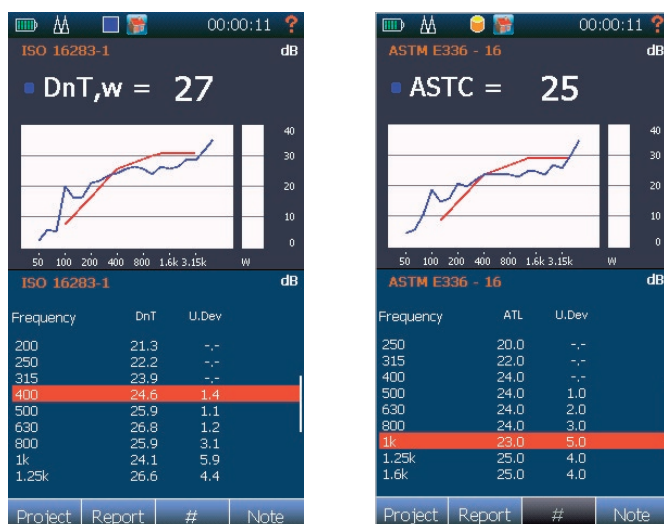 00:00:11 ?
ISO 16283-1 dB
DnT,w = 27
40
30
20
10
0
50 100 200 400 800 1.6k 3.15k W
ISO 16283-1 dB
Frequency DnT U.Dev
200 21.3 -.-
250 22.2 -.-
315 23.9 -.-
400 24.6 1.4
500 25.9 1.1
630 26.8 1.2
800 25.9 3.1
1k 24.1 5.9
1.25k 26.6 4.4
Project Report # Note
00:00:11 ?
ASTM E336 - 16 dB
ASTC = 25
40
30
20
10
0
50 100 200 400 800 1.6k 3.15k W
ASTM E336 - 16 dB
Frequency ATL U.Dev
250 20.0 -.-
315 22.0 -.-
400 24.0 -.-
500 24.0 1.0
630 24.0 2.0
800 24.0 3.0
1k 23.0 5.0
1.25k 25.0 4.0
1.6k 25.0 4.0
Project Report # Note